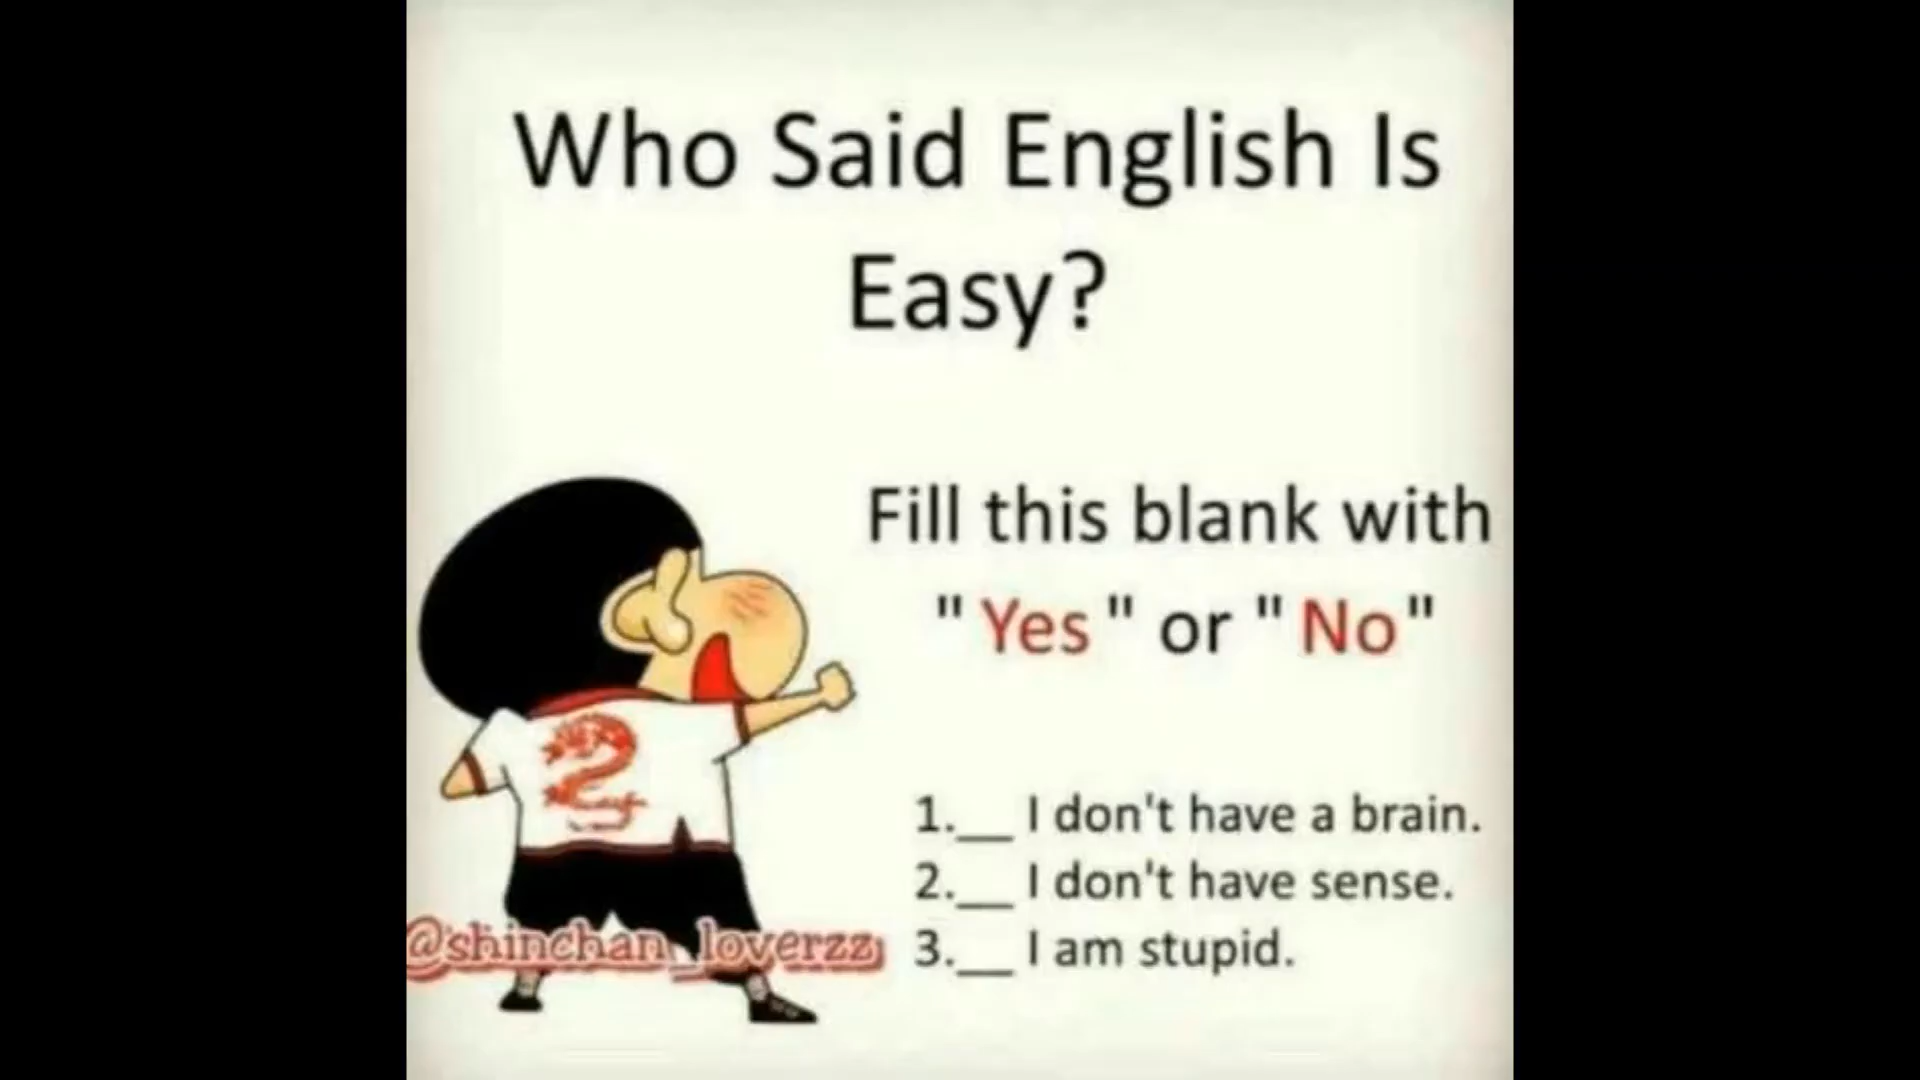 Who Said English Is
Easy?
Fill this blank with
" Yes " or " No "
1.__ I don't have a brain.
2.__ I don't have sense.
3.__ I am stupid.
@shinchan_loverzz